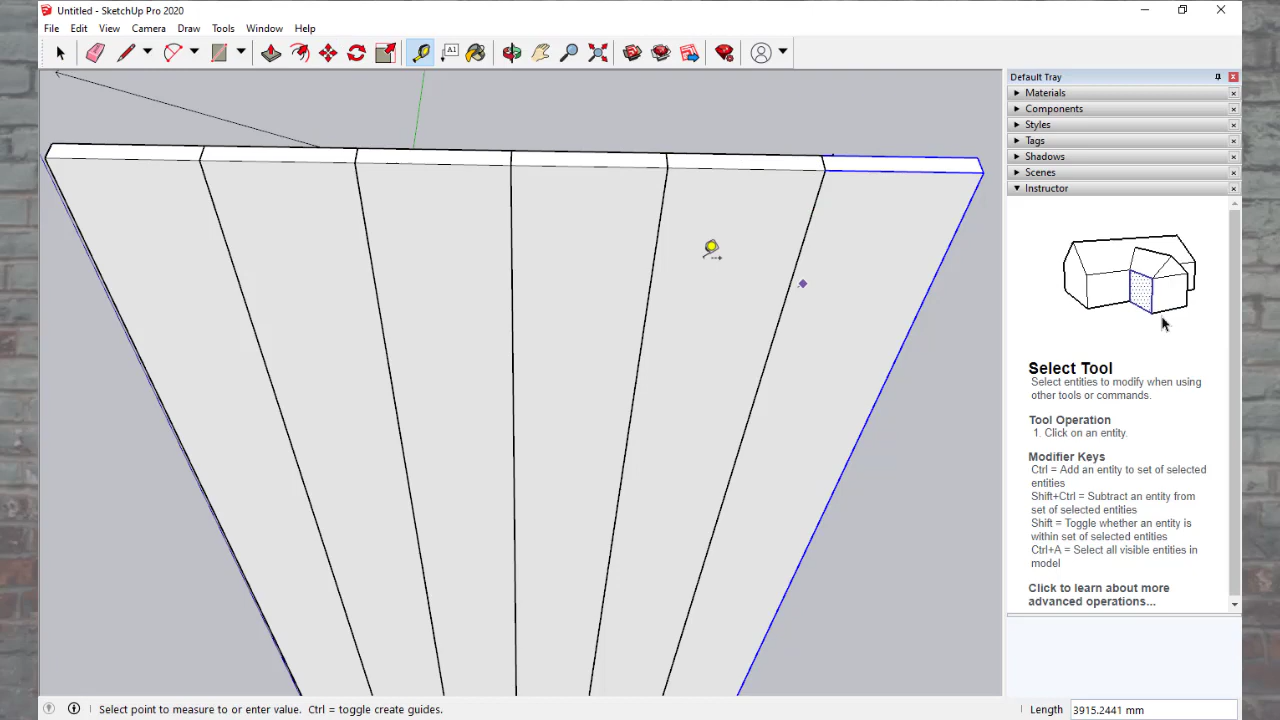 Untitled - SketchUp Pro 2020
File Edit View Camera Draw Tools Window Help
A1
Default Tray
Materials
Components
Styles
Tags
Shadows
Scenes
Instructor
Select Tool
Select entities to modify when using
other tools or commands.
Tool Operation
1. Click on an entity.
Modifier Keys
Ctrl = Add an entity to set of selected
entities
Shift+Ctrl = Subtract an entity from
set of selected entities
Shift = Toggle whether an entity is
within set of selected entities
Ctrl+A = Select all visible entities in
model
Click to learn about more
advanced operations...
Select point to measure to or enter value. Ctrl = toggle create guides.
Length 3915.2441 mm